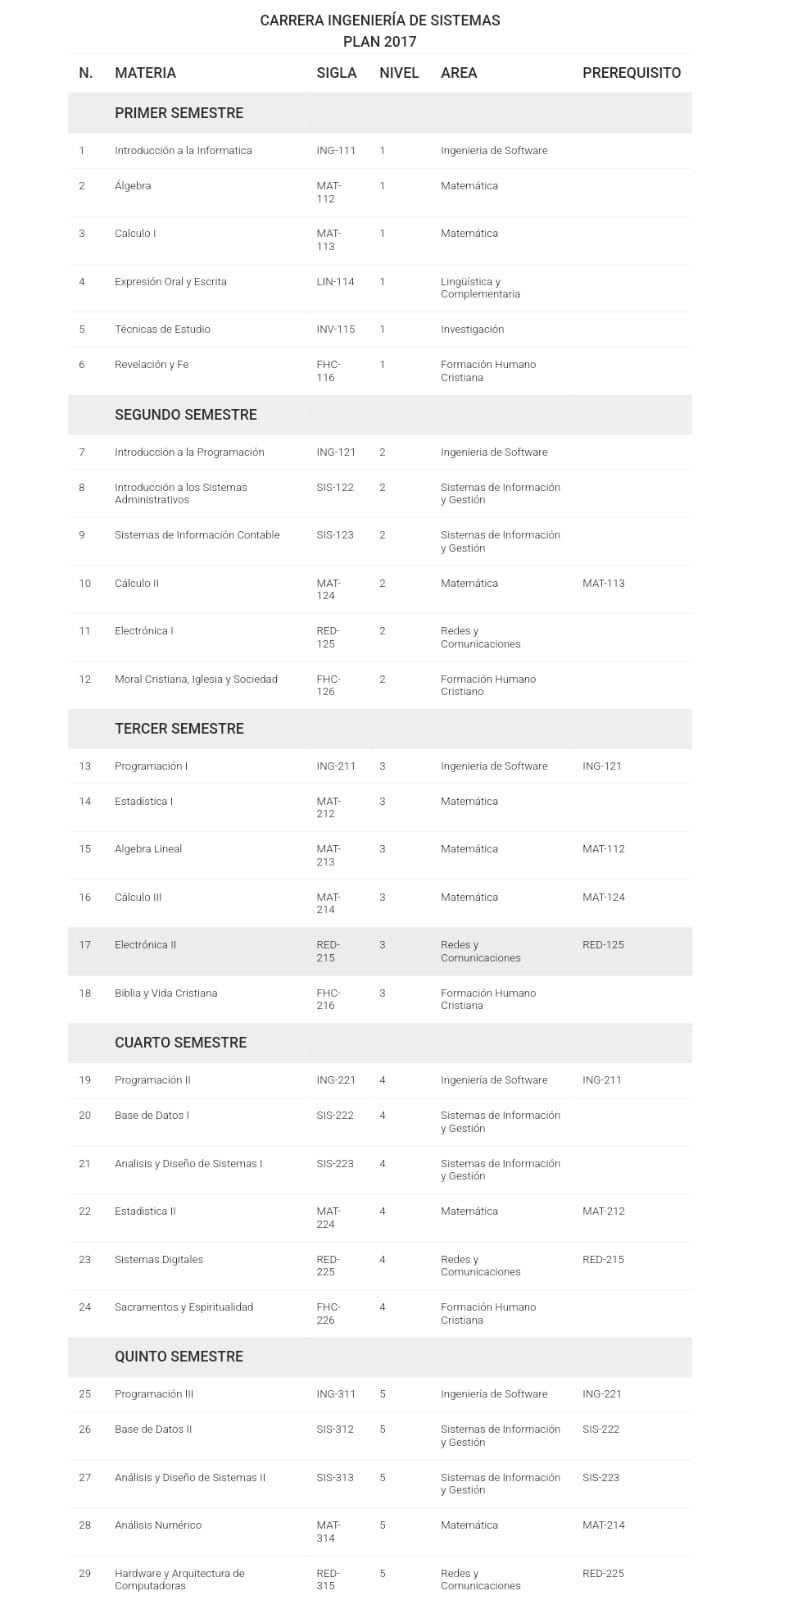 CARRERA INGENIERÍA DE SISTEMAS
PLAN 2017
N. MATERIA SIGLA NIVEL AREA PREREQUISITO
PRIMER SEMESTRE
1 Introducción a la Informatica ING-111 1 Ingenieria de Software
2 Álgebra MAT- 1 Matemática
112
3 Calculo I MAT- 1 Matemática
113
4 Expresión Oral y Escrita LIN-114 1 Lingüística y
Complementaria
5 Técnicas de Estudio INV-115 1 Investigación
6 Revelación y Fe FHC- 1 Formación Humano
116 Cristiana
SEGUNDO SEMESTRE
7 Introducción a la Programación ING-121 2 Ingenieria de Software
8 Introducción a los Sistemas SIS-122 2 Sistemas de Información
Administrativos y Gestión
9 Sistemas de Información Contable SIS-123 2 Sistemas de Información
y Gestión
10 Cálculo II MAT- 2 Matemática MAT-113
124
11 Electrónica I RED- 2 Redes y
125 Comunicaciones
12 Moral Cristiana, Iglesia y Sociedad FHC- 2 Formación Humano
126 Cristiano
TERCER SEMESTRE
13 Programación I ING-211 3 Ingenieria de Software ING-121
14 Estadística I MAT- 3 Matemática
212
15 Algebra Lineal MAT- 3 Matemática MAT-112
213
16 Cálculo III MAT- 3 Matemática MAT-124
214
17 Electrónica II RED- 3 Redes y RED-125
215 Comunicaciones
18 Biblia y Vida Cristiana FHC- 3 Formación Humano
216 Cristiana
CUARTO SEMESTRE
19 Programación II ING-221 4 Ingeniería de Software ING-211
20 Base de Datos I SIS-222 4 Sistemas de Información
y Gestión
21 Analisis y Diseño de Sistemas I SIS-223 4 Sistemas de Información
y Gestión
22 Estadistica II MAT- 4 Matemática MAT-212
224
23 Sistemas Digitales RED- 4 Redes y RED-215
225 Comunicaciones
24 Sacramentos y Espiritualidad FHC- 4 Formación Humano
226 Cristiana
QUINTO SEMESTRE
25 Programación III ING-311 5 Ingeniería de Software ING-221
26 Base de Datos II SIS-312 5 Sistemas de Información SIS-222
y Gestión
27 Análisis y Diseño de Sistemas II SIS-313 5 Sistemas de Información SIS-223
y Gestión
28 Análisis Numérico MAT- 5 Matemática MAT-214
314
29 Hardware y Arquitectura de RED- 5 Redes y RED-225
Computadoras 315 Comunicaciones